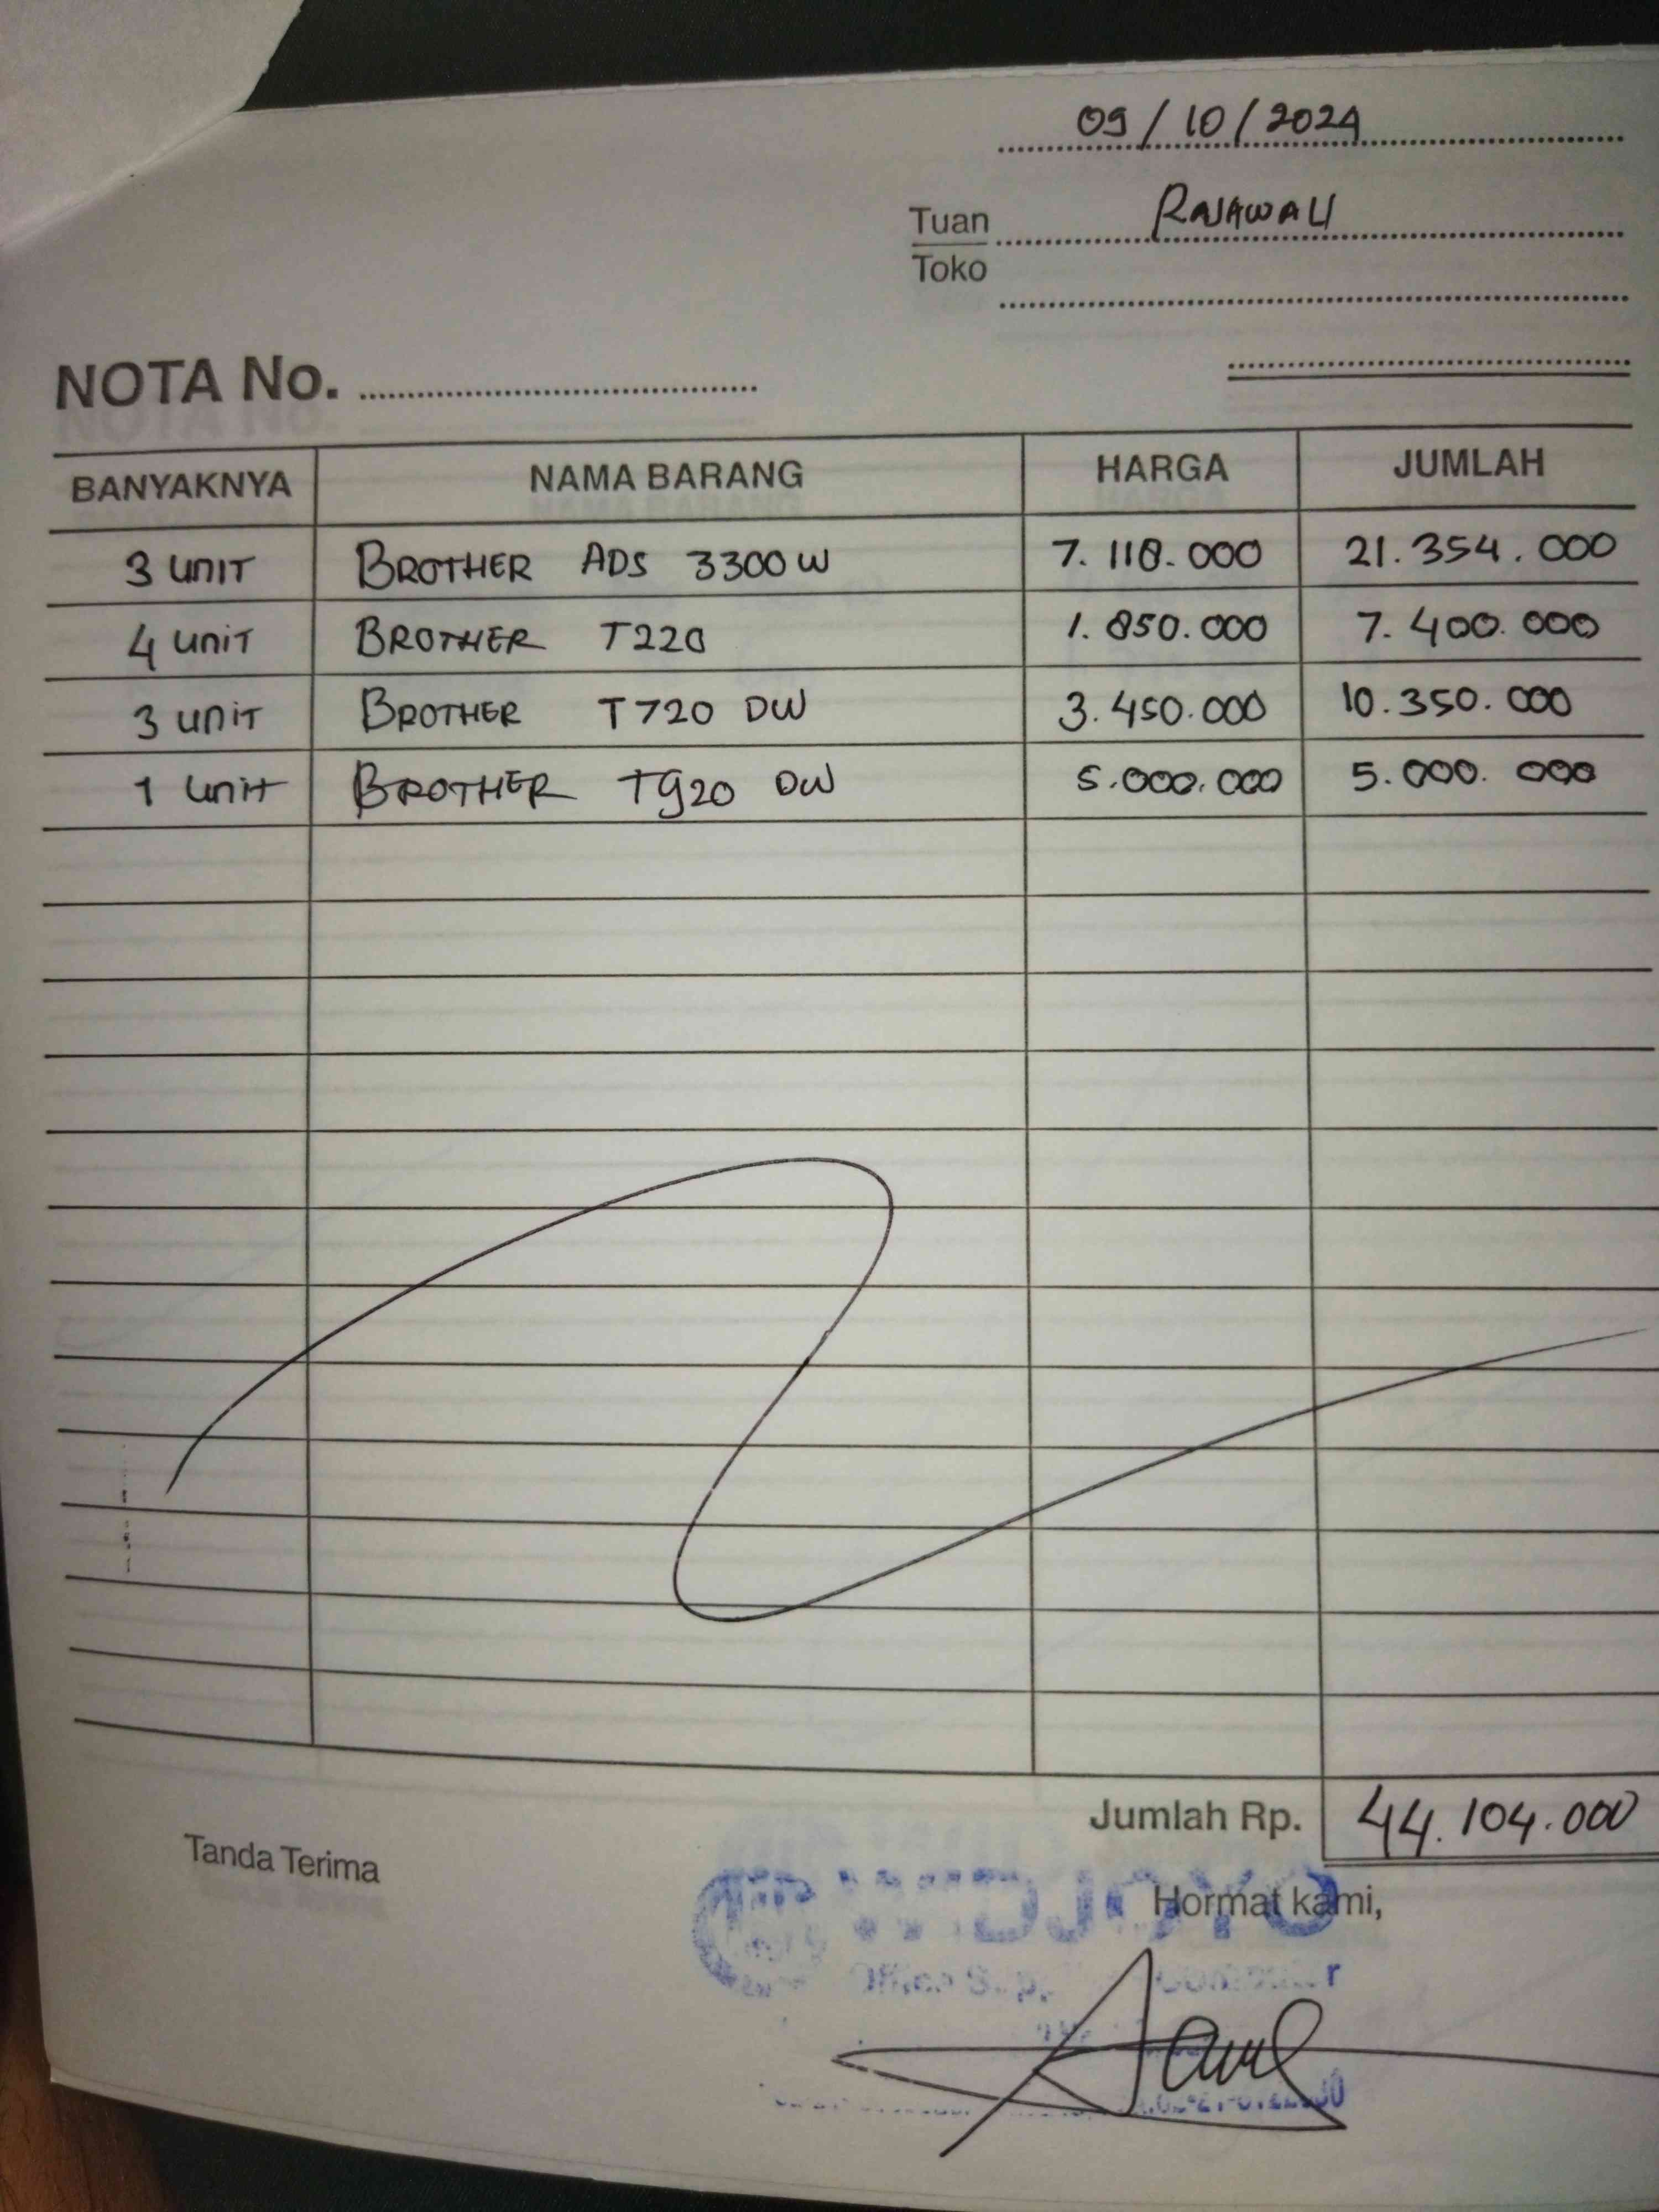 09/10/2024
Tuan RAJAWALI
Toko
NOTA No.
BANYAKNYA NAMA BARANG HARGA JUMLAH
3 UNIT BROTHER ADS 3300 W 7.118.000 21.354.000
4 UNIT BROTHER T220 1.850.000 7.400.000
3 UNIT BROTHER T720 DW 3.450.000 10.350.000
1 UNIT BROTHER T920 DW 5.000.000 5.000.000
Jumlah Rp. 44.104.000
Tanda Terima
Hormat kami,